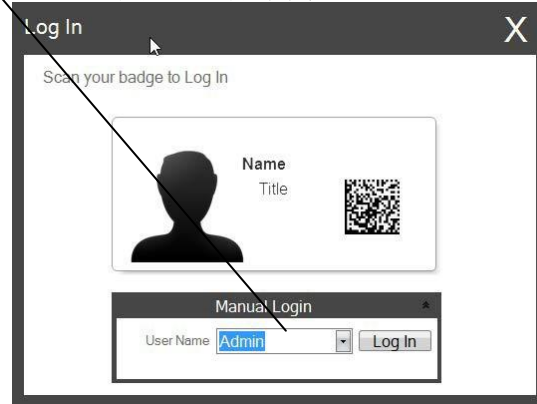 Log In X
Scan your badge to Log In
Name
Title
Manual Login
User Name Admin Log In